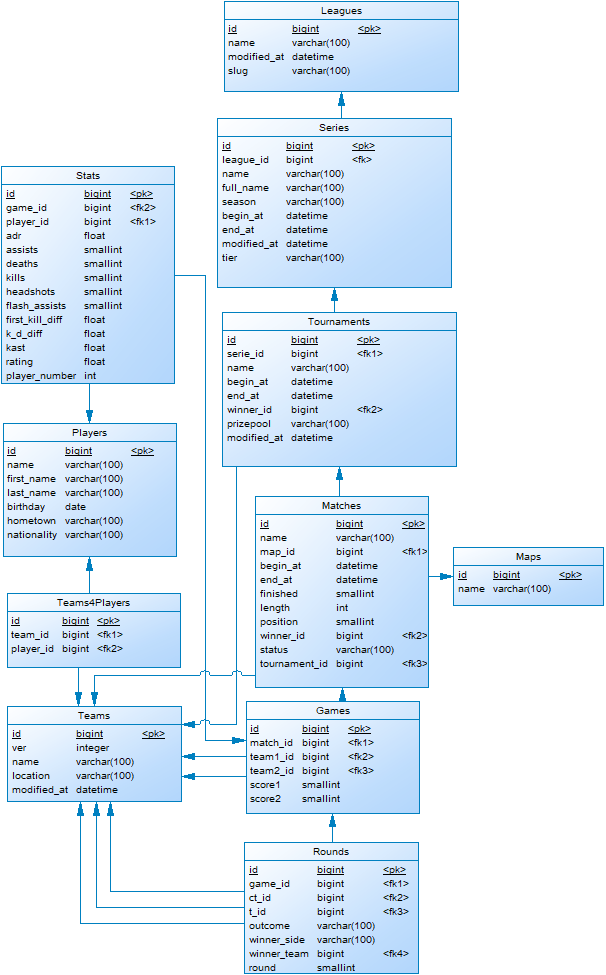 Leagues
id bigint <pk>
name varchar(100)
modified_at datetime
slug varchar(100)
Series
id bigint <pk>
league_id bigint <fk>
name varchar(100)
full_name varchar(100)
season varchar(100)
begin_at datetime
end_at datetime
modified_at datetime
tier varchar(100)
Stats
id bigint <pk>
game_id bigint <fk2>
player_id bigint <fk1>
adr float
assists smallint
deaths smallint
kills smallint
headshots smallint
flash_assists smallint
first_kill_diff float
k_d_diff float
kast float
rating float
player_number int
Tournaments
id bigint <pk>
serie_id bigint <fk1>
name varchar(100)
begin_at datetime
end_at datetime
winner_id bigint <fk2>
prizepool varchar(100)
modified_at datetime
Players
id bigint <pk>
name varchar(100)
first_name varchar(100)
last_name varchar(100)
birthday date
hometown varchar(100)
nationality varchar(100)
Matches
id bigint <pk>
name varchar(100)
map_id bigint <fk1>
begin_at datetime
end_at datetime
finished smallint
length int
position smallint
winner_id bigint <fk2>
status varchar(100)
tournament_id bigint <fk3>
Maps
id bigint <pk>
name varchar(100)
Teams4Players
id bigint <pk>
team_id bigint <fk1>
player_id bigint <fk2>
Teams
id bigint <pk>
ver integer
name varchar(100)
location varchar(100)
modified_at datetime
Games
id bigint <pk>
match_id bigint <fk1>
team1_id bigint <fk2>
team2_id bigint <fk3>
score1 smallint
score2 smallint
Rounds
id bigint <pk>
game_id bigint <fk1>
ct_id bigint <fk2>
t_id bigint <fk3>
outcome varchar(100)
winner_side varchar(100)
winner_team bigint <fk4>
round smallint